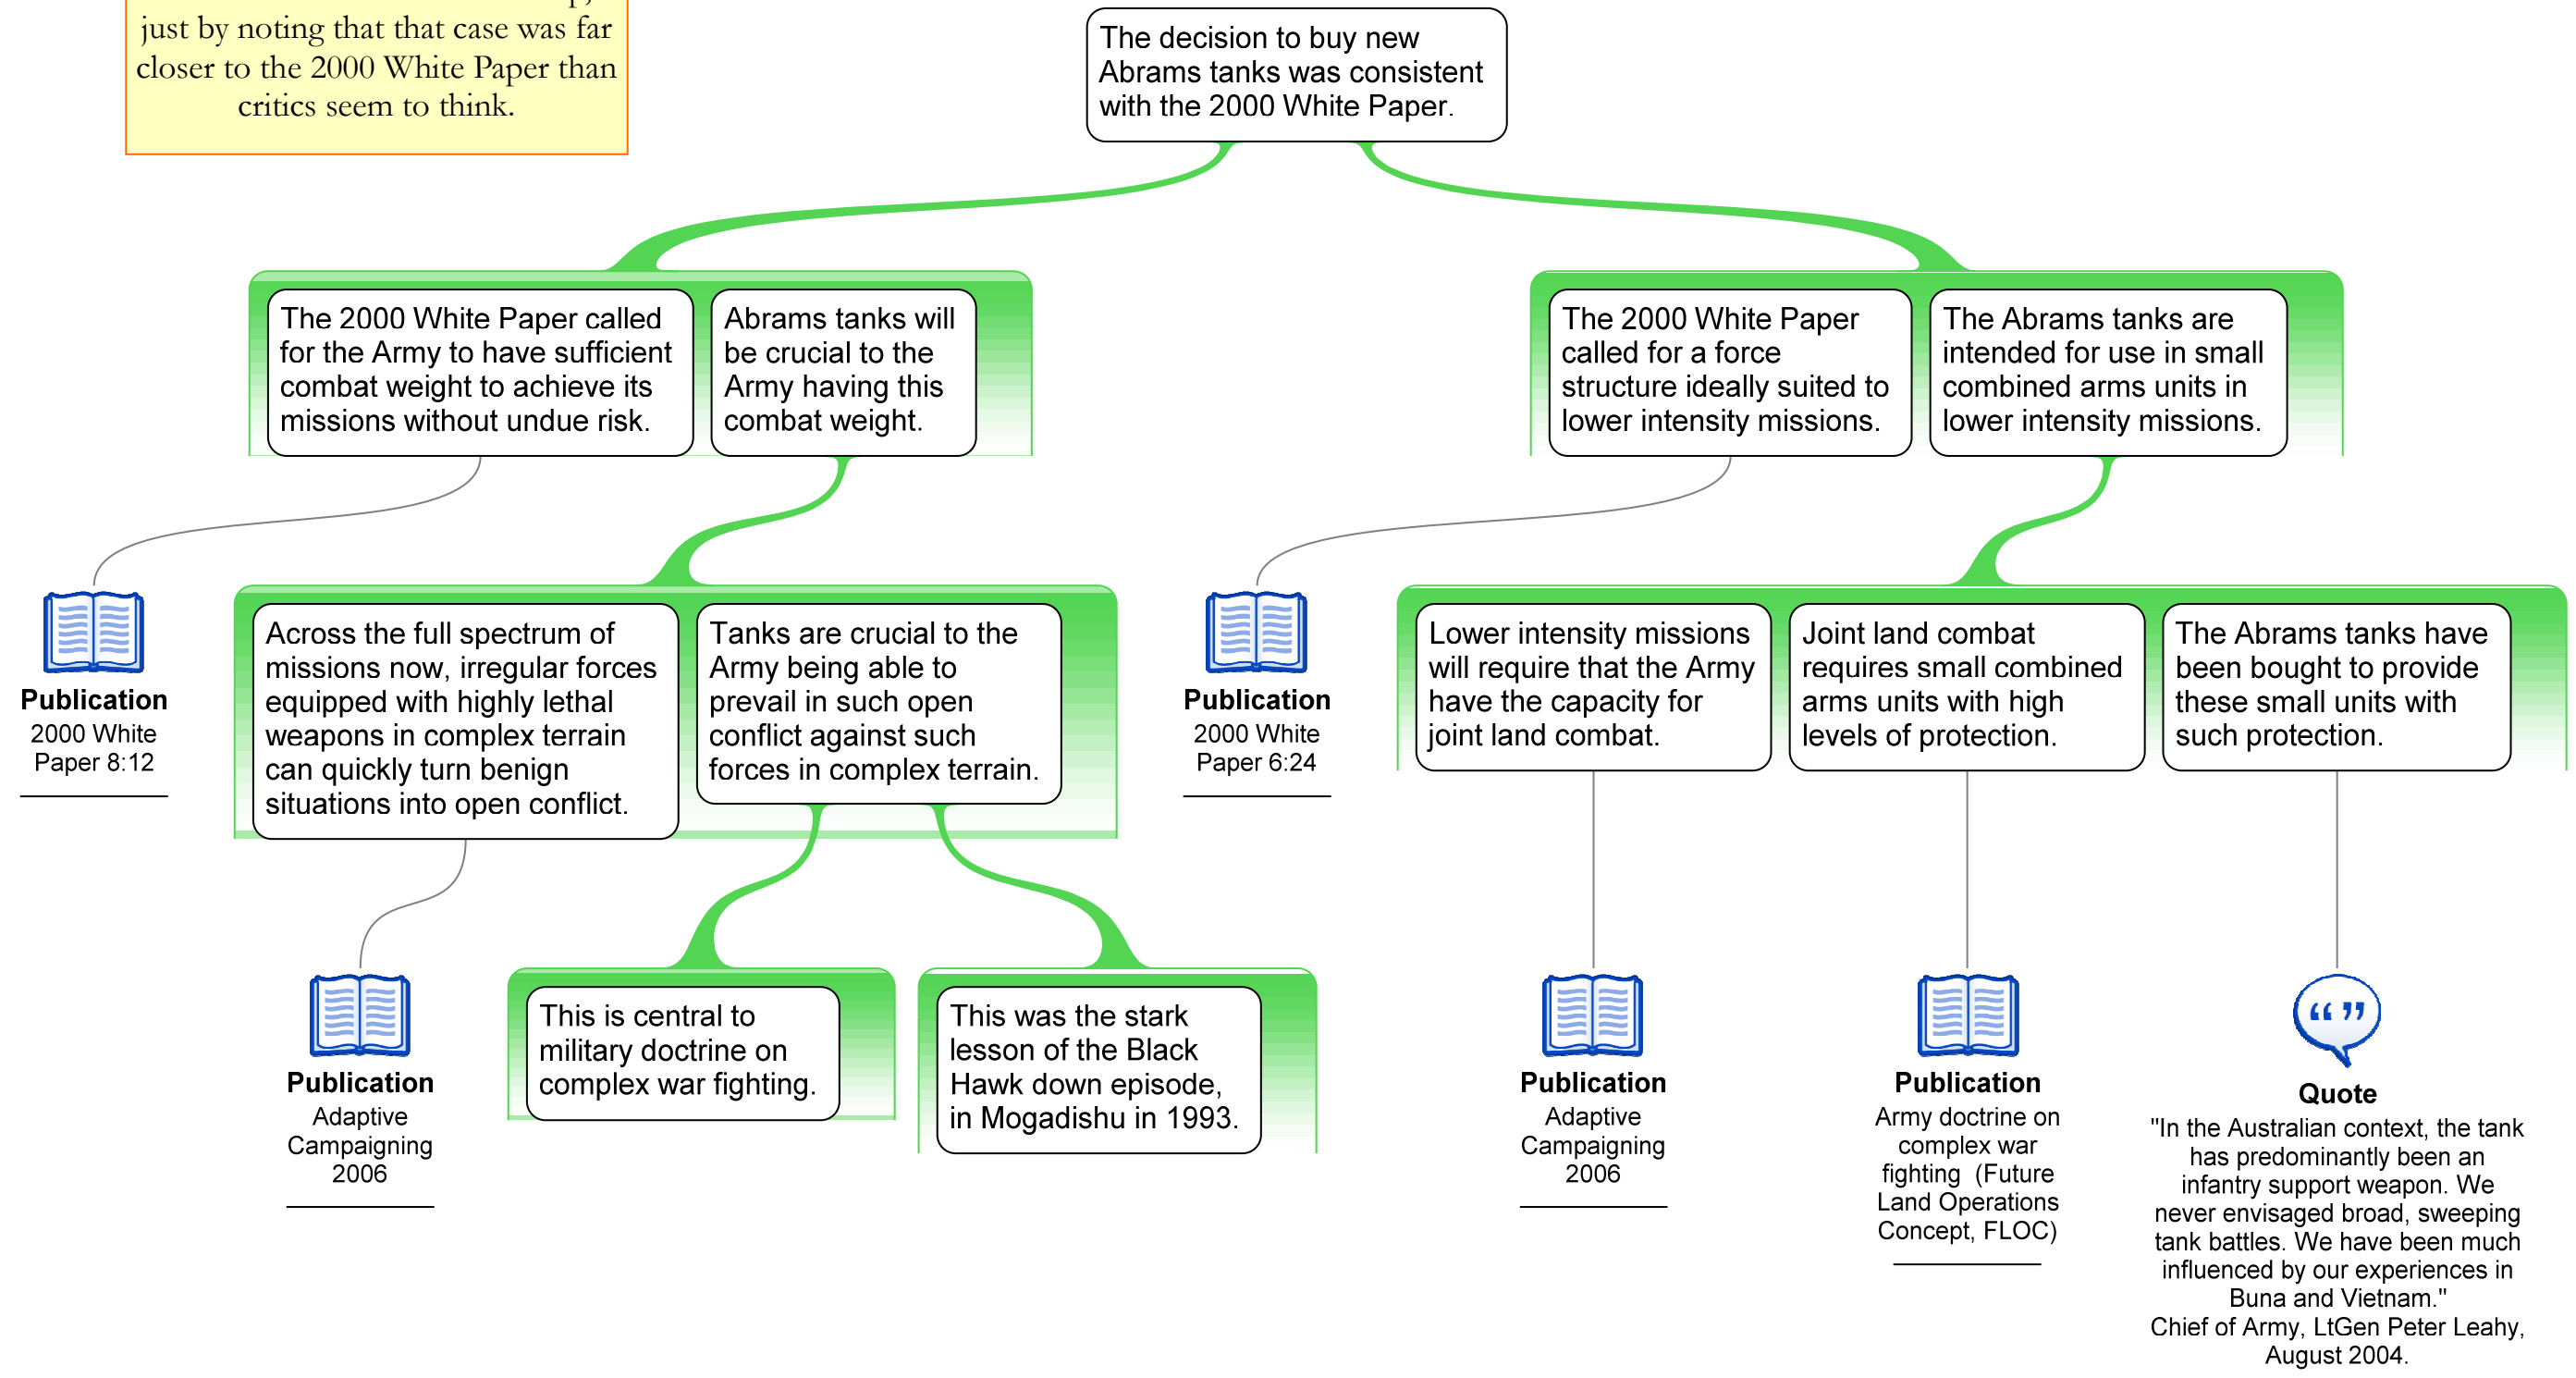 just by noting that that case was far
closer to the 2000 White Paper than
critics seem to think.
The decision to buy new
Abrams tanks was consistent
with the 2000 White Paper.
The 2000 White Paper called
for the Army to have sufficient
combat weight to achieve its
missions without undue risk.
Abrams tanks will
be crucial to the
Army having this
combat weight.
The 2000 White Paper
called for a force
structure ideally suited to
lower intensity missions.
The Abrams tanks are
intended for use in small
combined arms units in
lower intensity missions.
Publication
2000 White
Paper 8:12
Across the full spectrum of
missions now, irregular forces
equipped with highly lethal
weapons in complex terrain
can quickly turn benign
situations into open conflict.
Tanks are crucial to the
Army being able to
prevail in such open
conflict against such
forces in complex terrain.
Publication
2000 White
Paper 6:24
Lower intensity missions
will require that the Army
have the capacity for
joint land combat.
Joint land combat
requires small combined
arms units with high
levels of protection.
The Abrams tanks have
been bought to provide
these small units with
such protection.
Publication
Adaptive
Campaigning
2006
This is central to
military doctrine on
complex war fighting.
This was the stark
lesson of the Black
Hawk down episode,
in Mogadishu in 1993.
Publication
Adaptive
Campaigning
2006
Publication
Army doctrine on
complex war
fighting (Future
Land Operations
Concept, FLOC)
“ ”
Quote
"In the Australian context, the tank
has predominantly been an
infantry support weapon. We
never envisaged broad, sweeping
tank battles. We have been much
influenced by our experiences in
Buna and Vietnam."
Chief of Army, LtGen Peter Leahy,
August 2004.